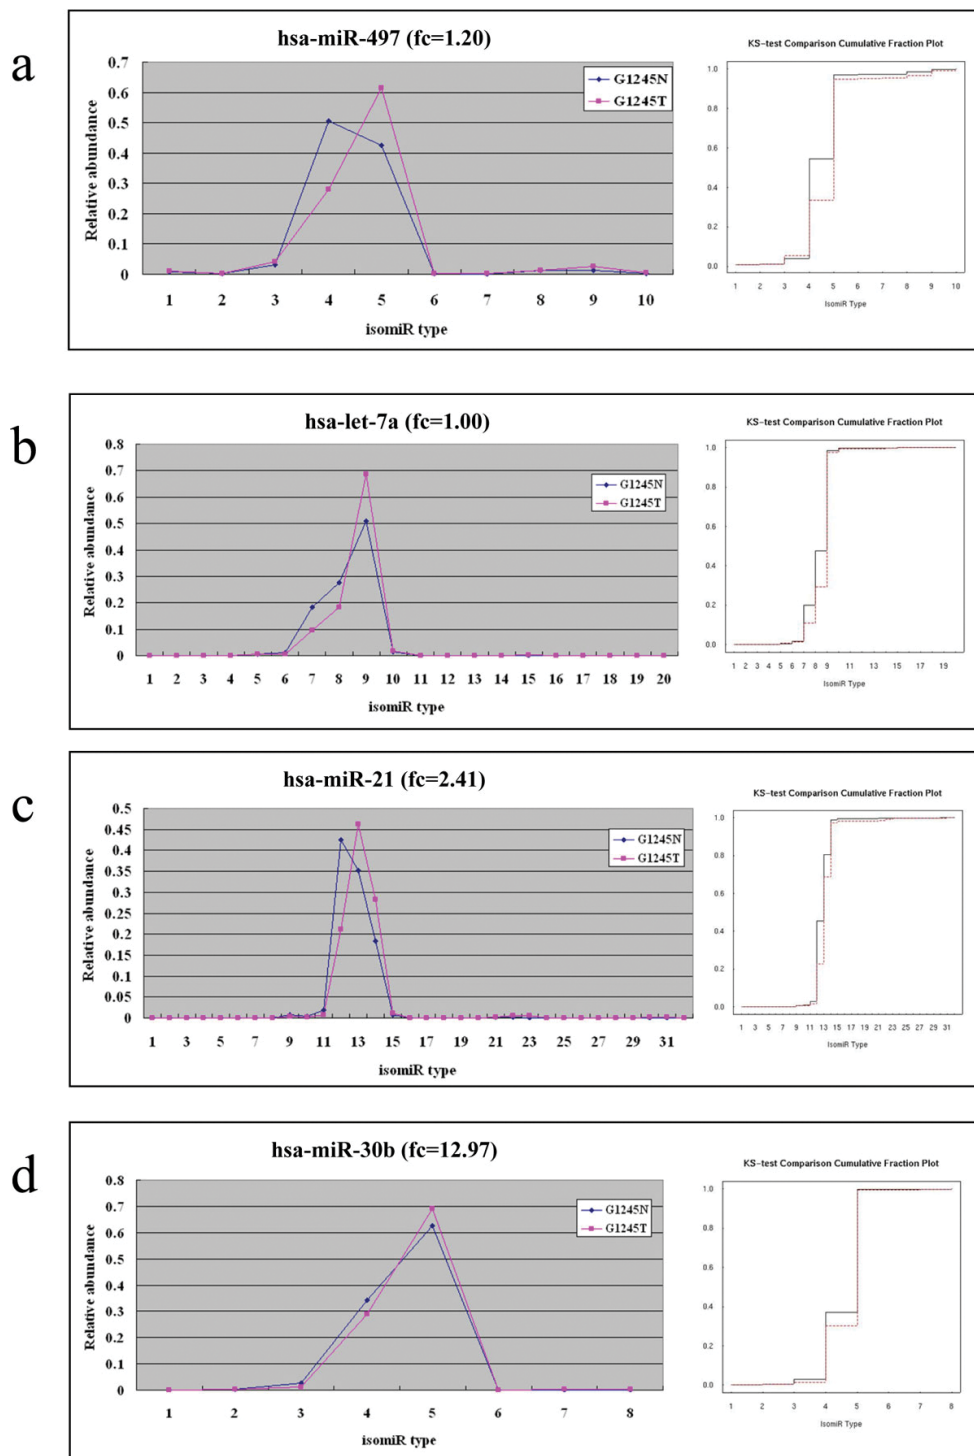 a
hsa-miR-497 (fc=1.20)
0.7
0.6
0.5
0.4
0.3
0.2
0.1
0
Relative abundance
G1245N
G1245T
1 2 3 4 5 6 7 8 9 10
isomiR type
KS-test Comparison Cumulative Fraction Plot
1.0
0.8
0.6
0.4
0.2
0.0
1 2 3 4 5 6 7 8 9 10
IsomiR Type
b
hsa-let-7a (fc=1.00)
0.8
0.7
0.6
0.5
0.4
0.3
0.2
0.1
0
Relative abundance
G1245N
G1245T
1 2 3 4 5 6 7 8 9 10 11 12 13 14 15 16 17 18 19 20
isomiR type
KS-test Comparison Cumulative Fraction Plot
1.0
0.8
0.6
0.4
0.2
0.0
1 2 3 4 5 6 7 8 9 11 13 15 17 19
IsomiR Type
c
hsa-miR-21 (fc=2.41)
0.5
0.45
0.4
0.35
0.3
0.25
0.2
0.15
0.1
0.05
0
Relative abundance
G1245N
G1245T
1 3 5 7 9 11 13 15 17 19 21 23 25 27 29 31
isomiR type
KS-test Comparison Cumulative Fraction Plot
1.0
0.8
0.6
0.4
0.2
0.0
1 3 5 7 9 11 13 15 17 19 21 23 25 27 29 31
IsomiR Type
d
hsa-miR-30b (fc=12.97)
0.8
0.7
0.6
0.5
0.4
0.3
0.2
0.1
0
Relative abundance
G1245N
G1245T
1 2 3 4 5 6 7 8
isomiR type
KS-test Comparison Cumulative Fraction Plot
1.0
0.8
0.6
0.4
0.2
0.0
1 2 3 4 5 6 7 8
IsomiR Type